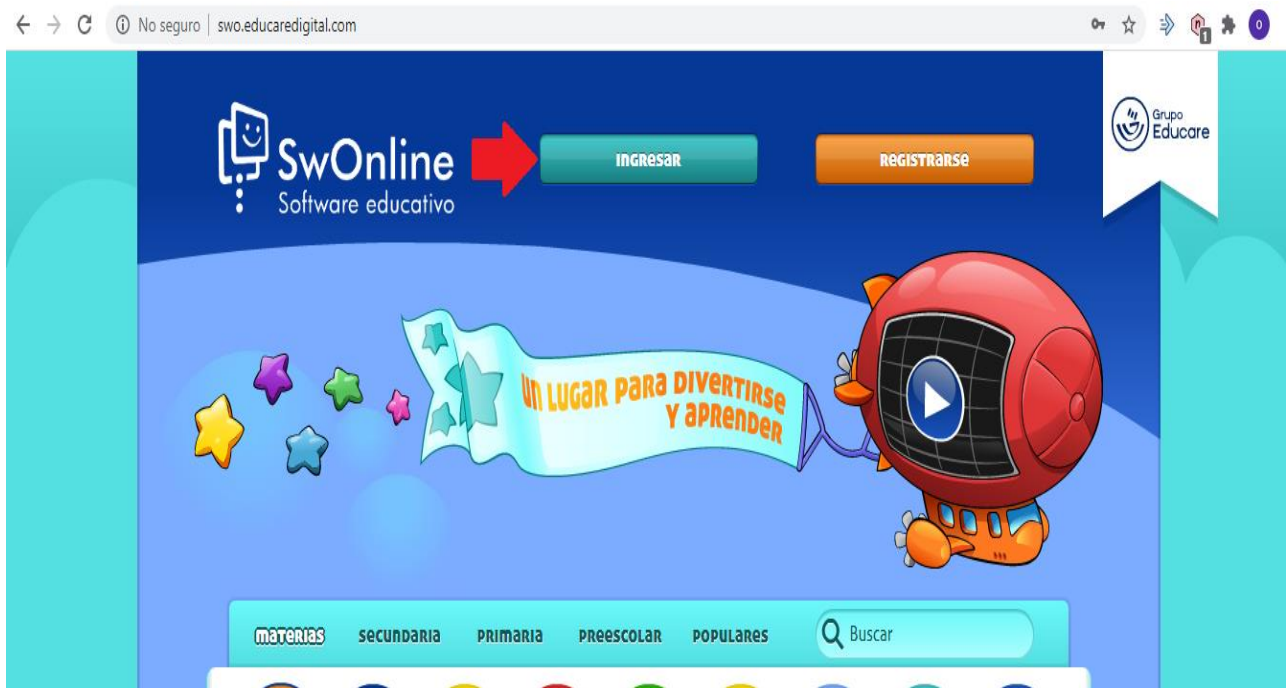 No seguro | swo.educaredigital.com
1
O
SwOnline
Software educativo
INGRESAR
REGISTRARSE
Grupo
Educare
UN LUGAR PARA DIVERTIRSE
Y APRENDER
MATERIAS
SECUNDARIA
PRIMARIA
PREESCOLAR
POPULARES
Buscar